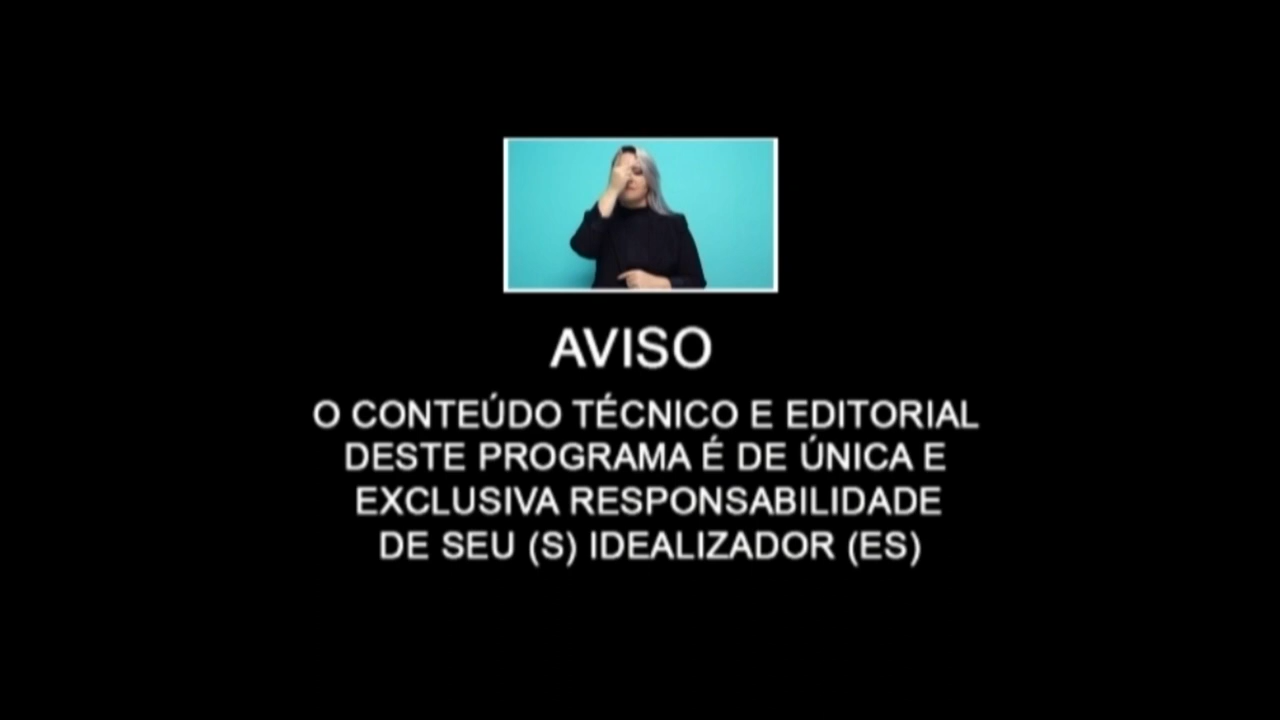 AVISO
O CONTEÚDO TÉCNICO E EDITORIAL
DESTE PROGRAMA É DE ÚNICA E
EXCLUSIVA RESPONSABILIDADE
DE SEU (S) IDEALIZADOR (ES)